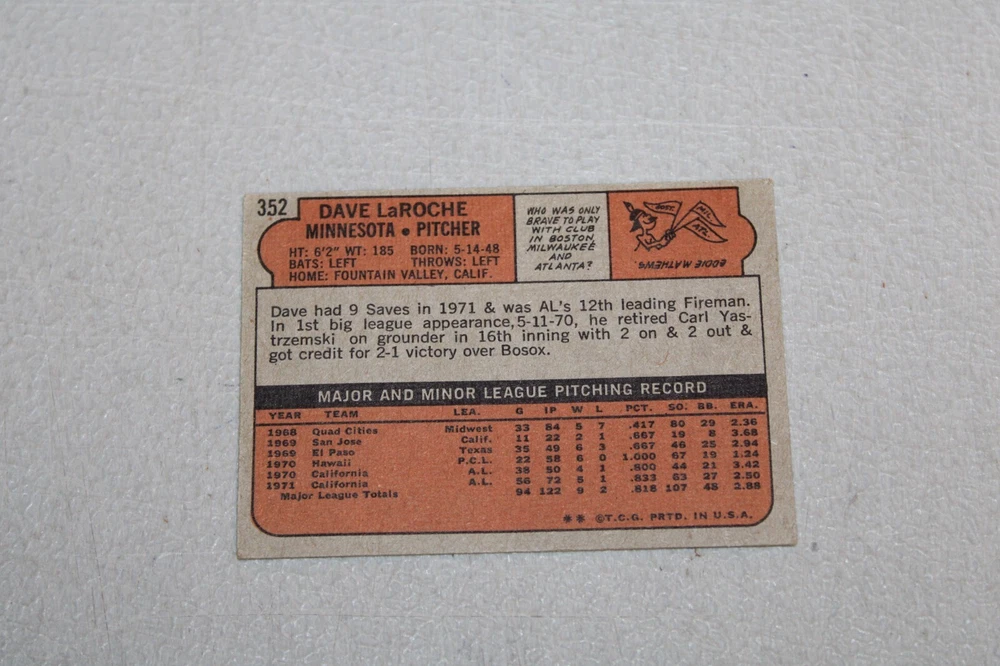 352
DAVE LaROCHE
MINNESOTA • PITCHER
HT: 6'2" WT: 185 BORN: 5-14-48
BATS: LEFT THROWS: LEFT
HOME: FOUNTAIN VALLEY, CALIF.
WHO WAS ONLY
BRAVE TO PLAY
WITH CLUB
IN BOSTON,
MILWAUKEE
AND
ATLANTA?
BOST.
MIL.
ATL.
EDDIE MATHEWS.
Dave had 9 Saves in 1971 & was AL's 12th leading Fireman.
In 1st big league appearance,5-11-70, he retired Carl Yas-
trzemski on grounder in 16th inning with 2 on & 2 out &
got credit for 2-1 victory over Bosox.
MAJOR AND MINOR LEAGUE PITCHING RECORD
YEAR TEAM LEA. G IP W L PCT. SO. BB. ERA.
1968 Quad Cities Midwest 33 84 5 7 .417 80 29 2.36
1969 San Jose Calif. 11 22 2 1 .667 19 8 3.68
1969 El Paso Texas 35 49 6 3 .667 46 25 2.94
1970 Hawaii P.C.L. 22 58 6 0 1.000 67 19 1.24
1970 California A.L. 38 50 4 1 .800 44 21 3.42
1971 California A.L. 56 72 5 1 .833 63 27 2.50
Major League Totals 94 122 9 2 .818 107 48 2.88
** ©T.C.G. PRTD. IN U.S.A.